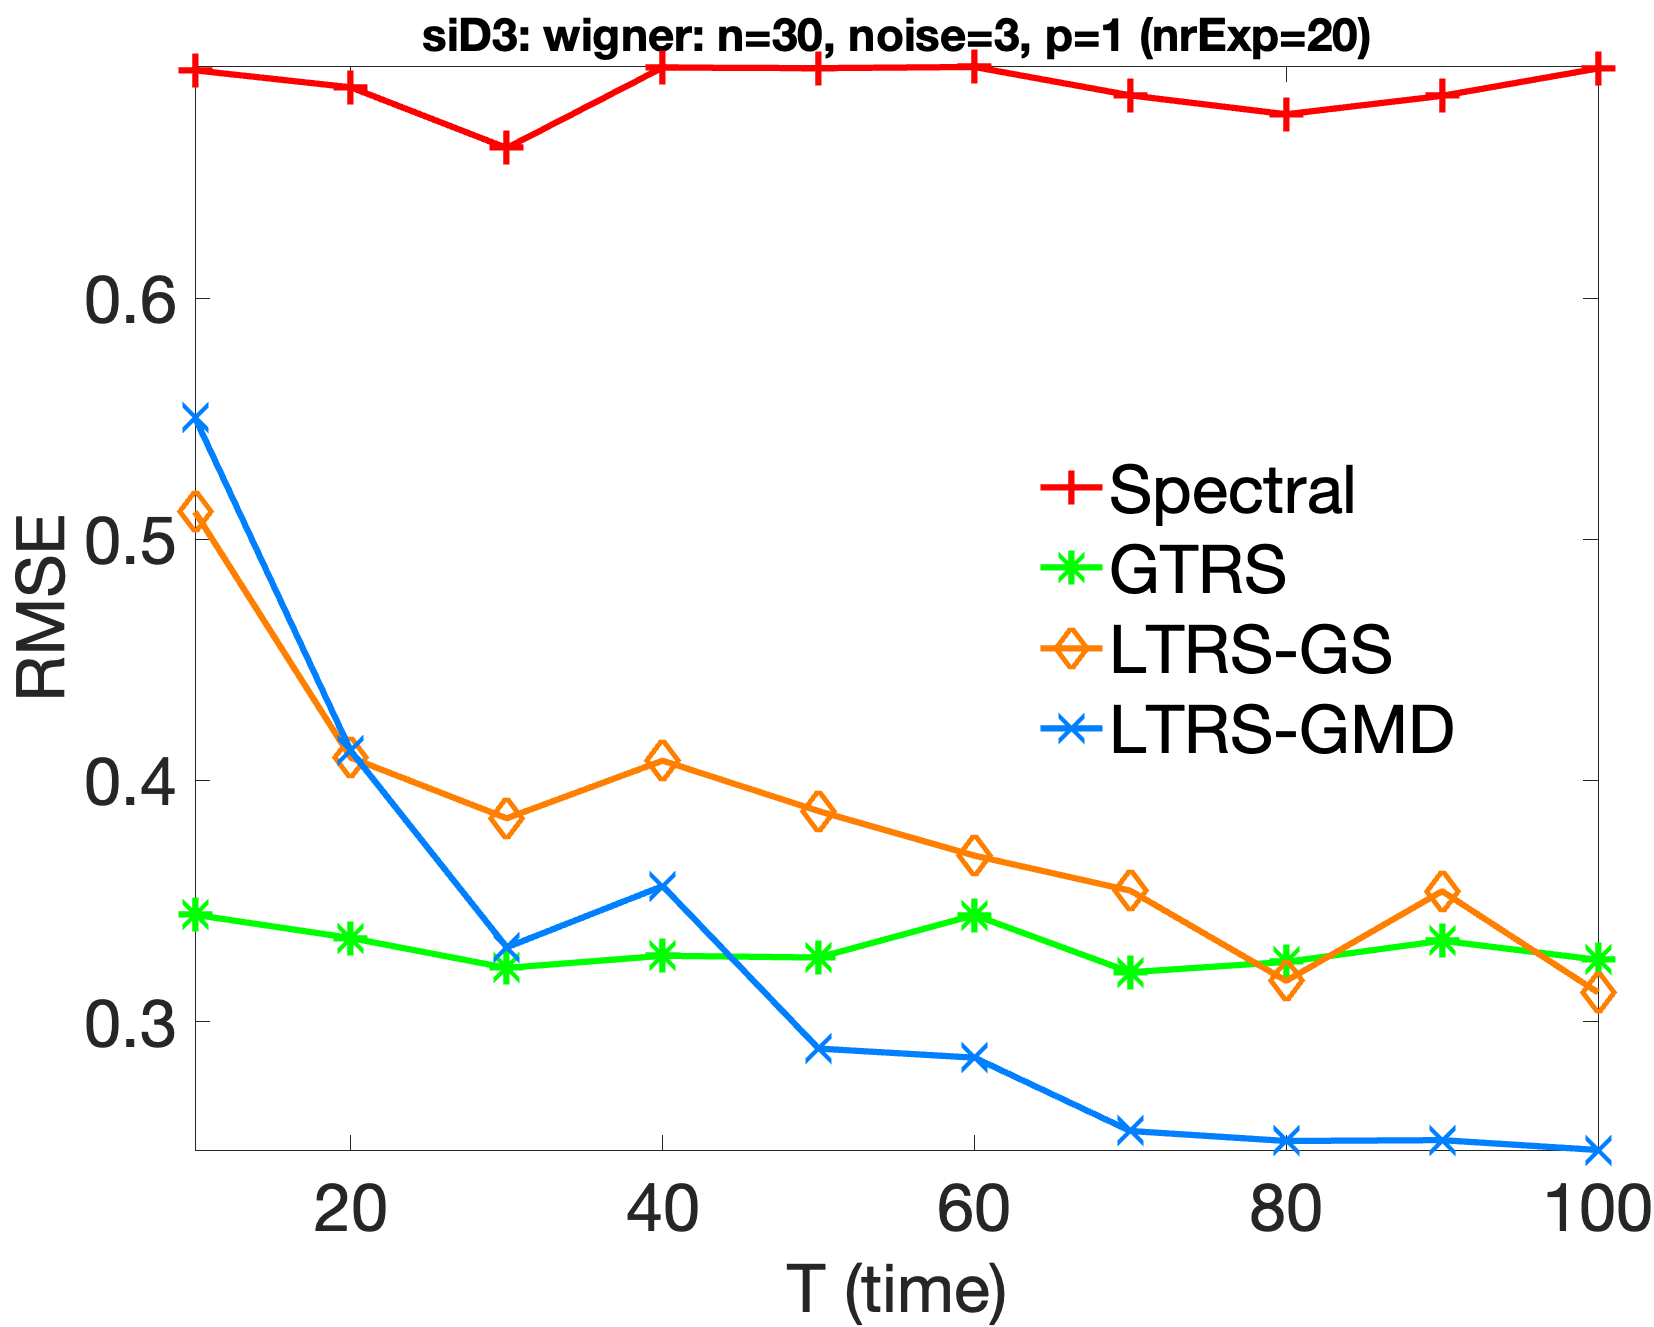 siD3: wigner: n=30, noise=3, p=1 (nrExp=20)
0.6
0.5
0.4
0.3
RMSE
Spectral
GTRS
LTRS-GS
LTRS-GMD
20 40 60 80 100
T (time)